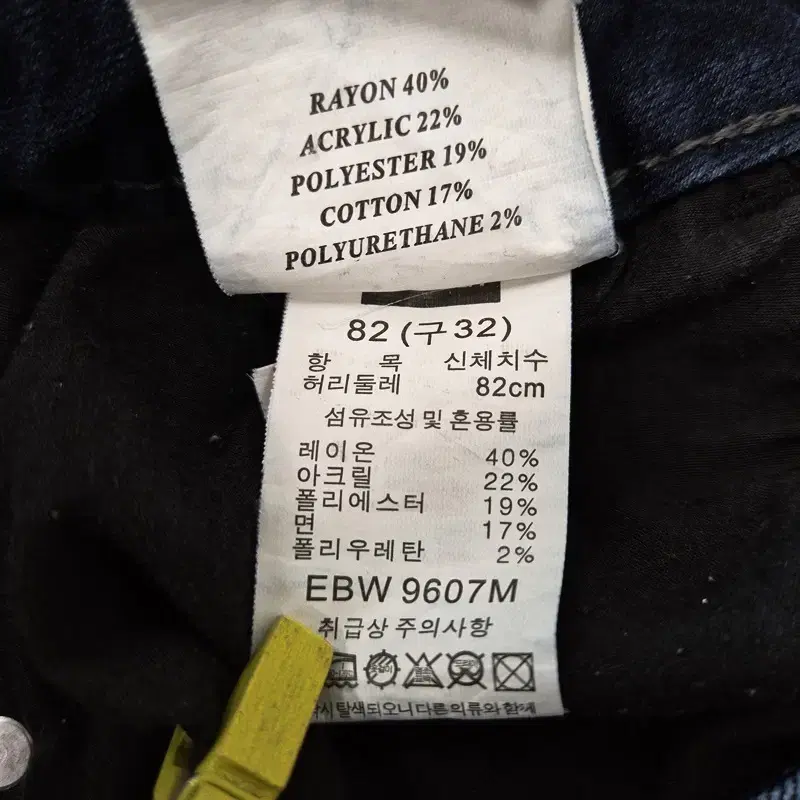 RAYON 40%
ACRYLIC 22%
POLYESTER 19%
COTTON 17%
POLYURETHANE 2%
82 (구 32)
항 목 신체치수
허리둘레 82cm
섬유조성 및 혼용률
레이온 40%
아크릴 22%
폴리에스터 19%
면 17%
폴리우레탄 2%
EBW 9607M
취급상 주의사항
탈색되오니 다른 의류와 함께